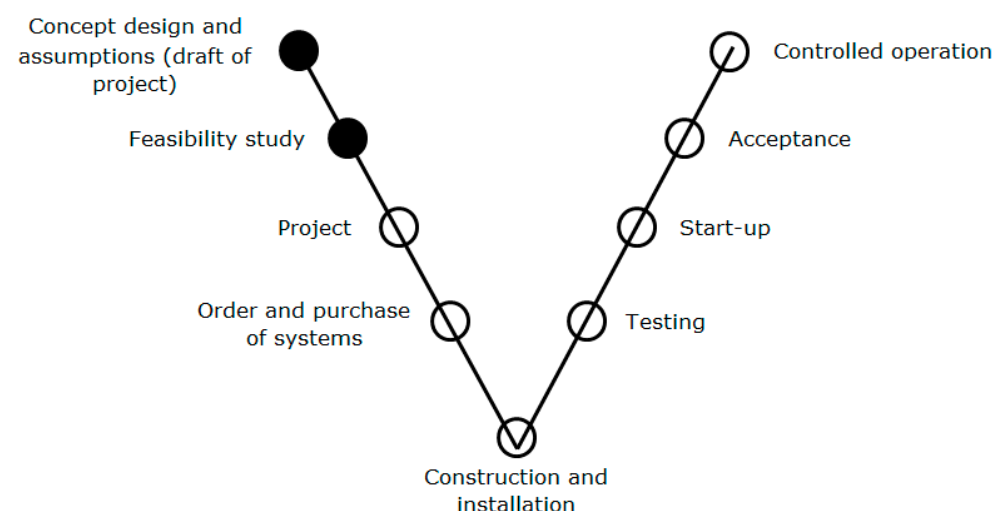 Concept design and
assumptions (draft of
project)
Controlled operation
Feasibility study
Acceptance
Project
Start-up
Order and purchase
of systems
Testing
Construction and
installation